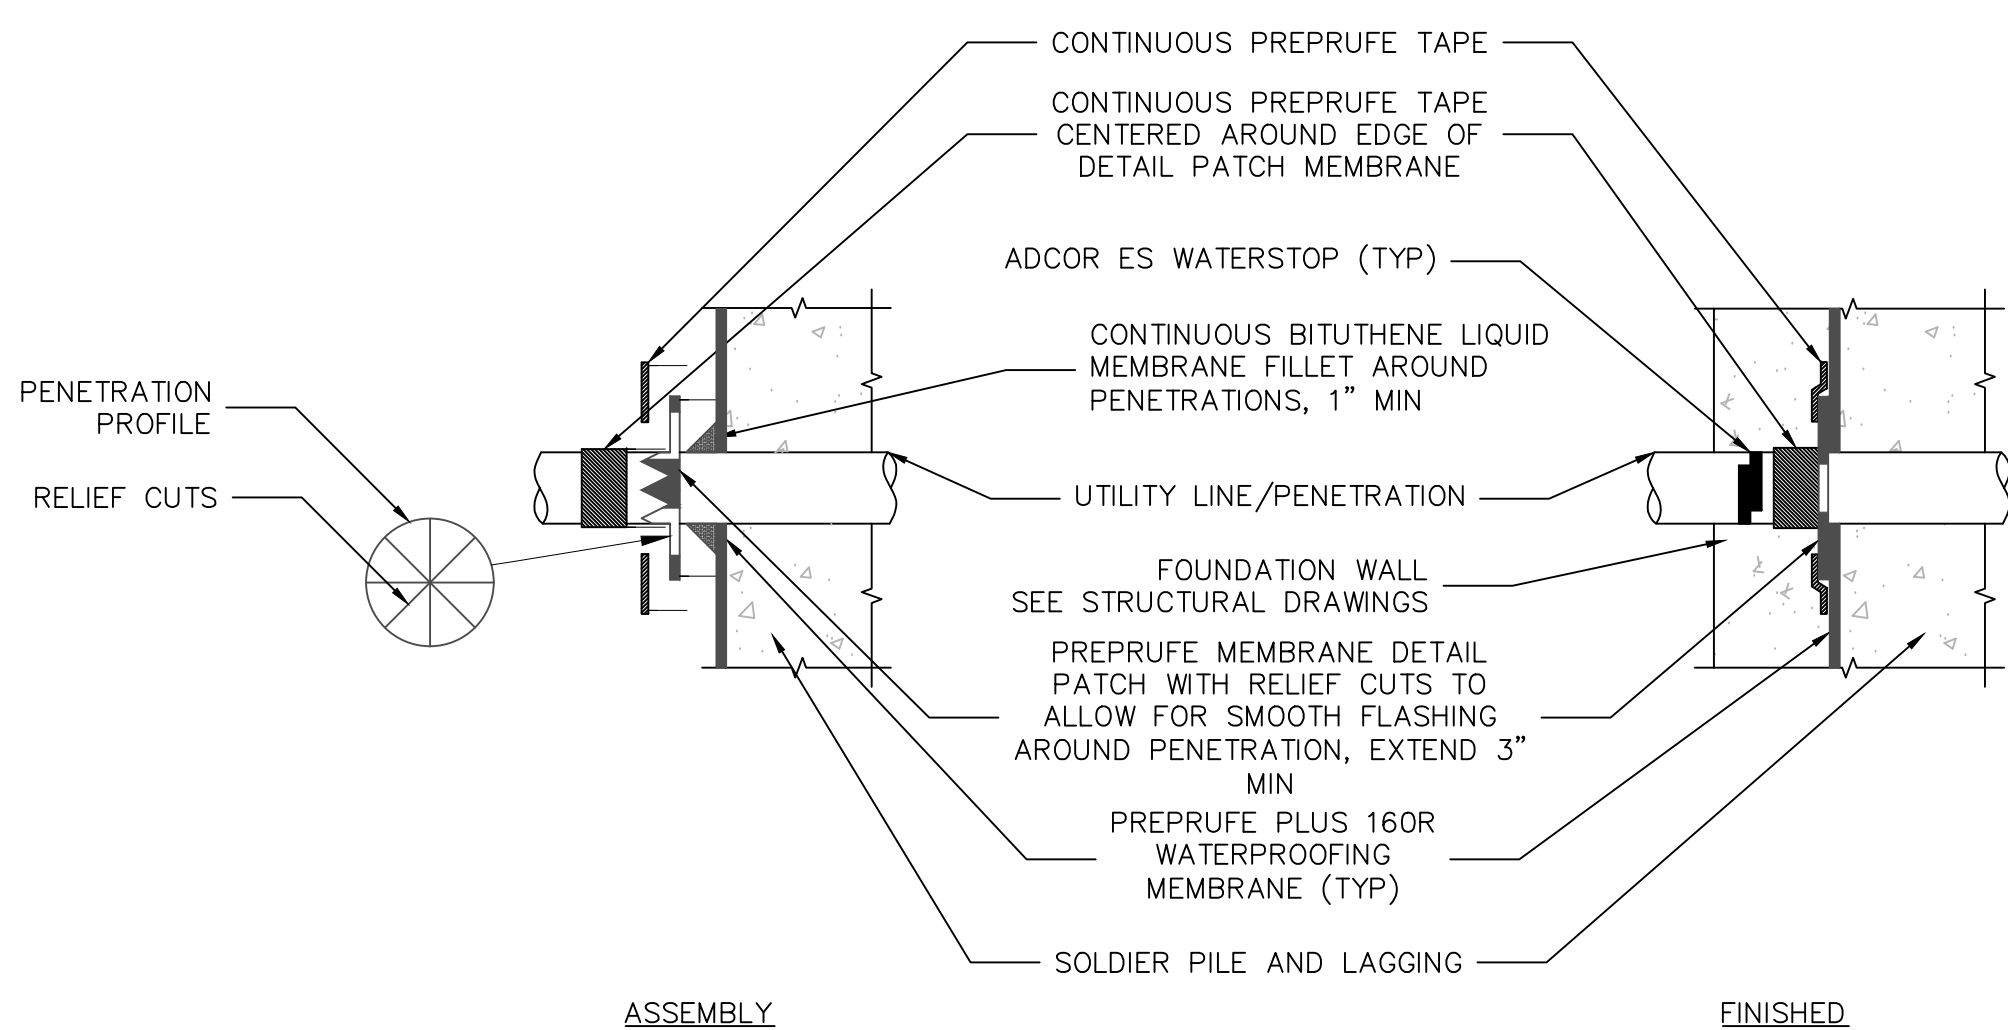 CONTINUOUS PREPRUFE TAPE
CONTINUOUS PREPRUFE TAPE
CENTERED AROUND EDGE OF
DETAIL PATCH MEMBRANE
ADCOR ES WATERSTOP (TYP)
CONTINUOUS BITUTHENE LIQUID
MEMBRANE FILLET AROUND
PENETRATIONS, 1” MIN
PENETRATION
PROFILE
RELIEF CUTS
UTILITY LINE/PENETRATION
FOUNDATION WALL
SEE STRUCTURAL DRAWINGS
PREPRUFE MEMBRANE DETAIL
PATCH WITH RELIEF CUTS TO
ALLOW FOR SMOOTH FLASHING
AROUND PENETRATION, EXTEND 3”
MIN
PREPRUFE PLUS 160R
WATERPROOFING
MEMBRANE (TYP)
SOLDIER PILE AND LAGGING
ASSEMBLY
FINISHED